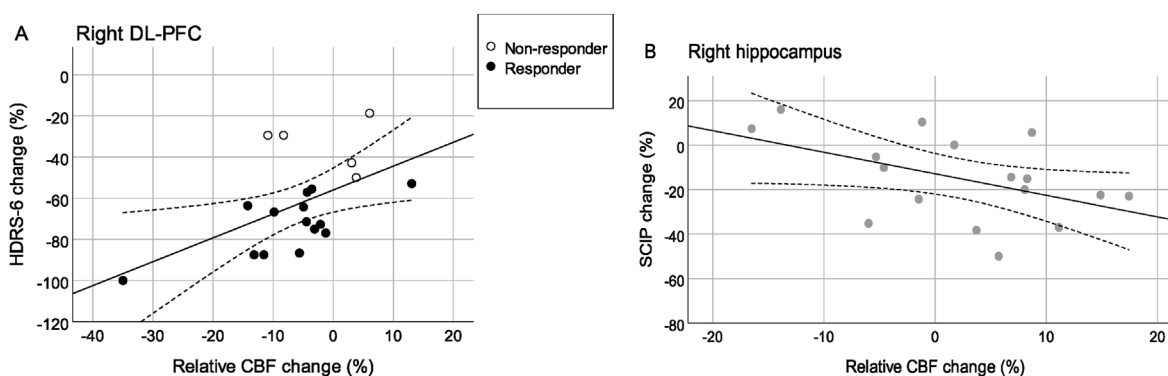 A Right DL-PFC
Non-responder
Responder
HDRS-6 change (%)
0
-20
-40
-60
-80
-100
-120
-40 -30 -20 -10 0 10 20
Relative CBF change (%)
B Right hippocampus
SCIP change (%)
20
0
-20
-40
-60
-80
-20 -10 0 10 20
Relative CBF change (%)